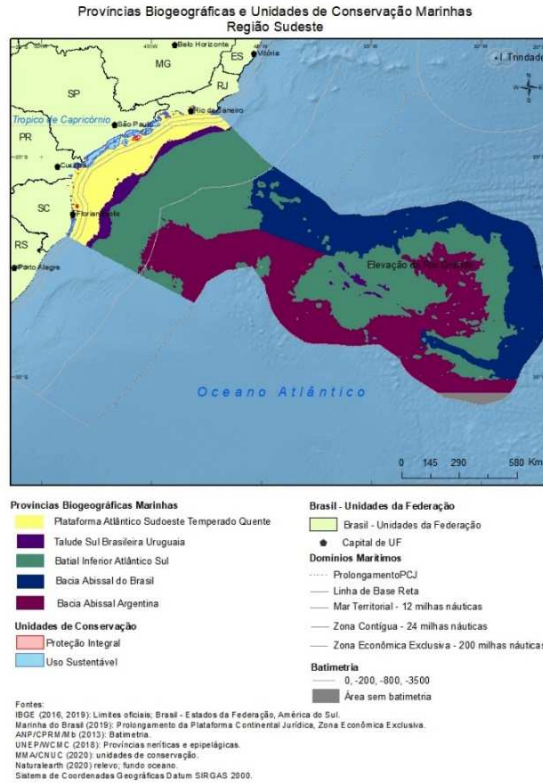 Províncias Biogeográficas e Unidades de Conservação Marinhas
Região Sudeste
Belo Horizonte
ES
Vitória
I. Trindade
MG
RJ
SP
Rio de Janeiro
Tropico de Capricórnio
São Paulo
PR
SC
Florianópolis
RS
Porto Alegre
Oceano Atlântico
0 145 290 580 Km
Províncias Biogeográficas Marinhas
Plataforma Atlântico Sudoeste Temperado Quente
Talude Sul Brasileira Uruguaia
Batial Inferior Atlântico Sul
Bacia Abissal do Brasil
Bacia Abissal Argentina
Unidades de Conservação
Proteção Integral
Uso Sustentável
Brasil - Unidades da Federação
Brasil - Unidades da Federação
Capital de UF
Domínios Marítimos
ProlongamentoPCJ
Linha de Base Reta
Mar Territorial - 12 milhas náuticas
Zona Contígua - 24 milhas náuticas
Zona Econômica Exclusiva - 200 milhas náuticas
Batimetria
0, -200, -800, -3500
Área sem batimetria
Fontes:
IBGE (2016, 2019): Limites oficiais; Brasil - Estados da Federação, América do Sul.
Marinha do Brasil (2019): Prolongamento da Plataforma Continental Jurídica, Zona Econômica Exclusiva.
ANP/CPRM/Mb (2013): Batimetria.
UNEP/WCMC (2018): Províncias neríticas e epipelágicas.
MMA/CNUC (2020): unidades de conservação.
Naturalearth (2020) relevo; fundo oceano.
Sistema de Coordenadas Geográficas Datum SIRGAS 2000.